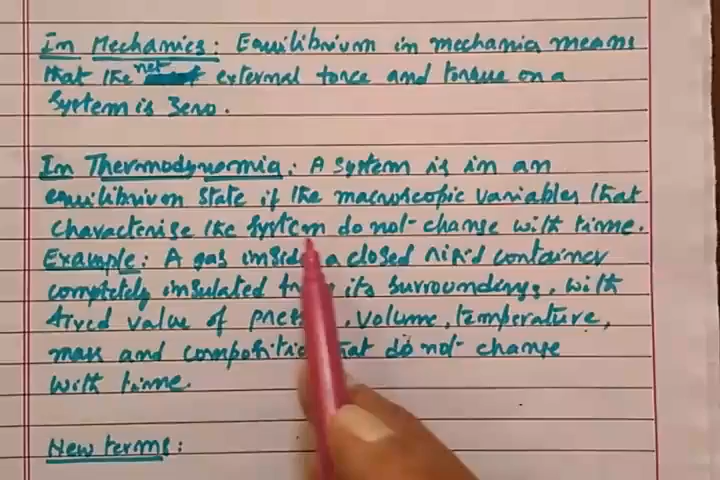 In Mechanics: Equilibrium in mechanics means
that the net external force and torque on a
system is zero.
In Thermodynamics: A system is in an
equilibrium state if the macroscopic variables that
characterise the system do not change with time.
Example: A gas inside a closed rigid container
completely insulated its surroundings, with
fixed value of volume, temperature,
mass and that do not change
with time.
New terms: